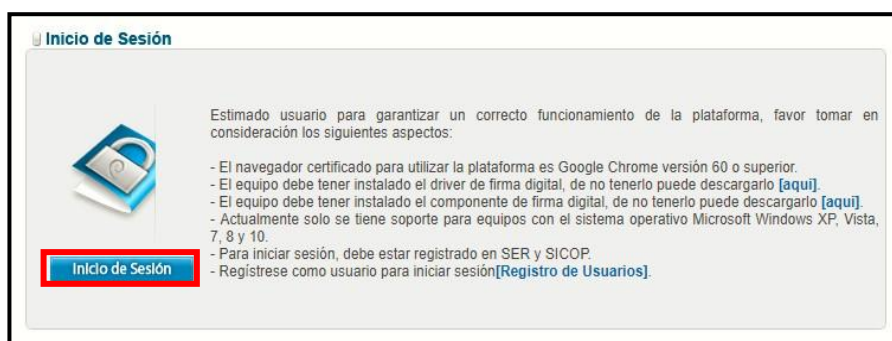 Inicio de Sesión
Estimado usuario para garantizar un correcto funcionamiento de la plataforma, favor tomar en
consideración los siguientes aspectos:
- El navegador certificado para utilizar la plataforma es Google Chrome versión 60 o superior.
- El equipo debe tener instalado el driver de firma digital, de no tenerlo puede descargarlo [aquí].
- El equipo debe tener instalado el componente de firma digital, de no tenerlo puede descargarlo [aquí].
- Actualmente solo se tiene soporte para equipos con el sistema operativo Microsoft Windows XP, Vista,
7, 8 y 10.
- Para iniciar sesión, debe estar registrado en SER y SICOP.
- Regístrese como usuario para iniciar sesión[Registro de Usuarios].
Inicio de Sesión